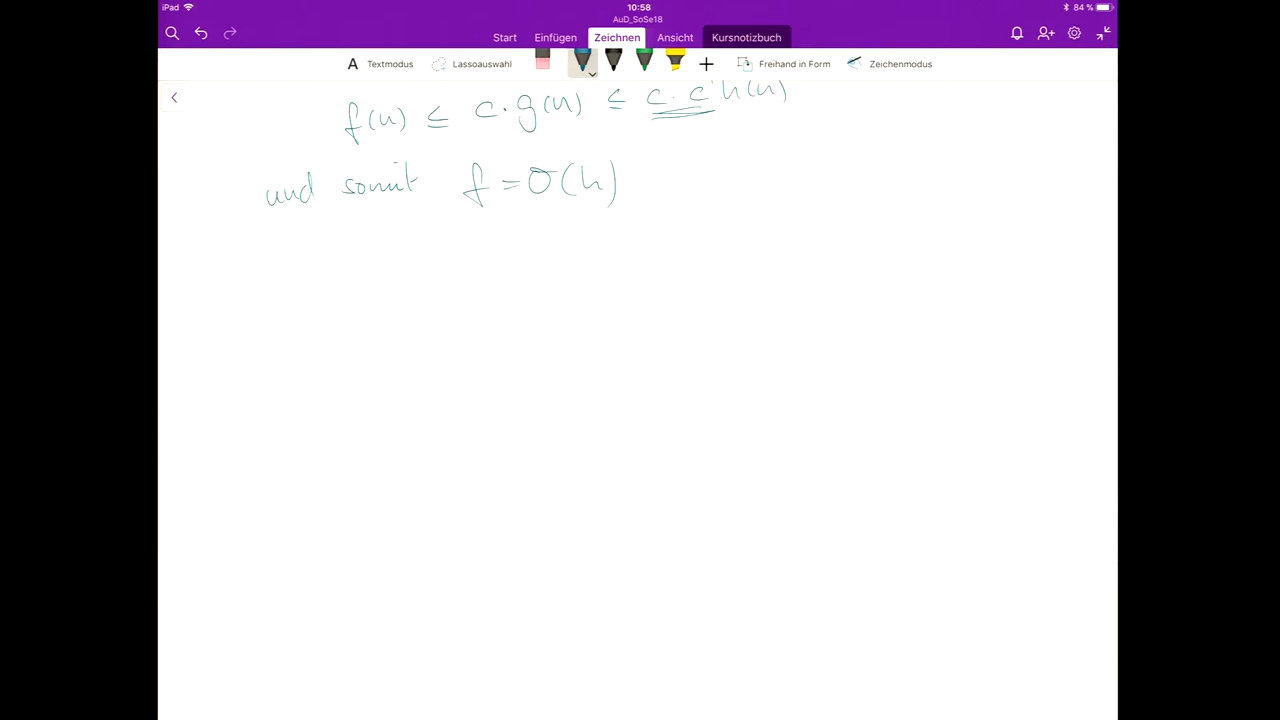 iPad 10:58 84 %
AuD_SoSe18
Start Einfügen Zeichnen Ansicht Kursnotizbuch
A Textmodus Lassoauswahl Freihand in Form Zeichenmodus
f(n) ≤ c · g(n) ≤ c · c' h(n)
und somit f = O(h)